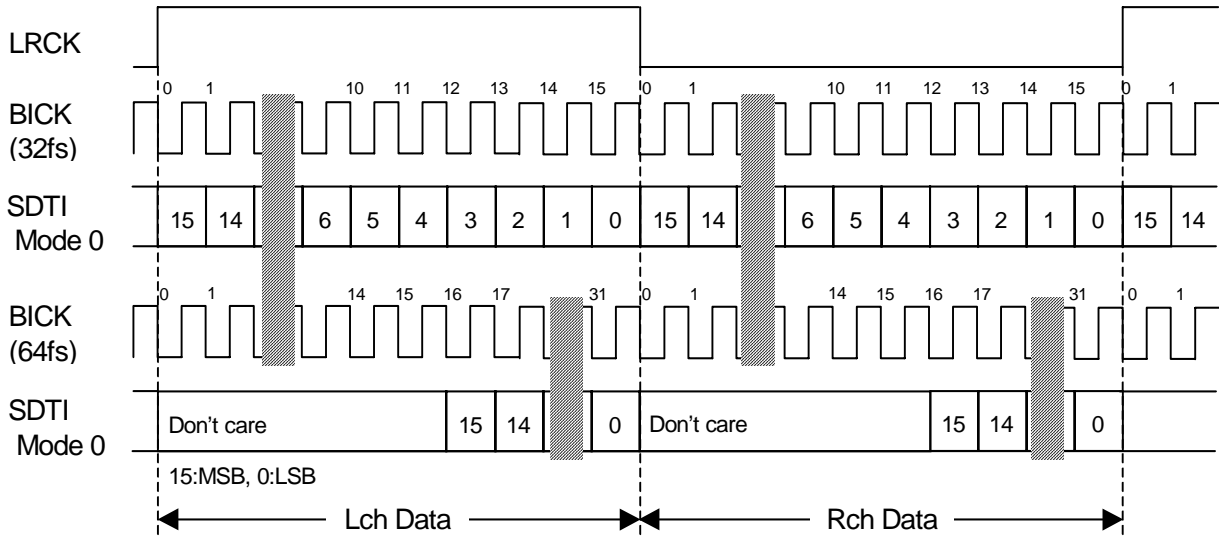 LRCK
0 1 10 11 12 13 14 15 0 1 10 11 12 13 14 15 0 1
BICK
(32fs)
SDTI
Mode 0
15 14 6 5 4 3 2 1 0 15 14 6 5 4 3 2 1 0 15 14
0 1 14 15 16 17 31 0 1 14 15 16 17 31 0 1
BICK
(64fs)
SDTI
Mode 0
Don't care 15 14 0 Don't care 15 14 0
15:MSB, 0:LSB
Lch Data Rch Data